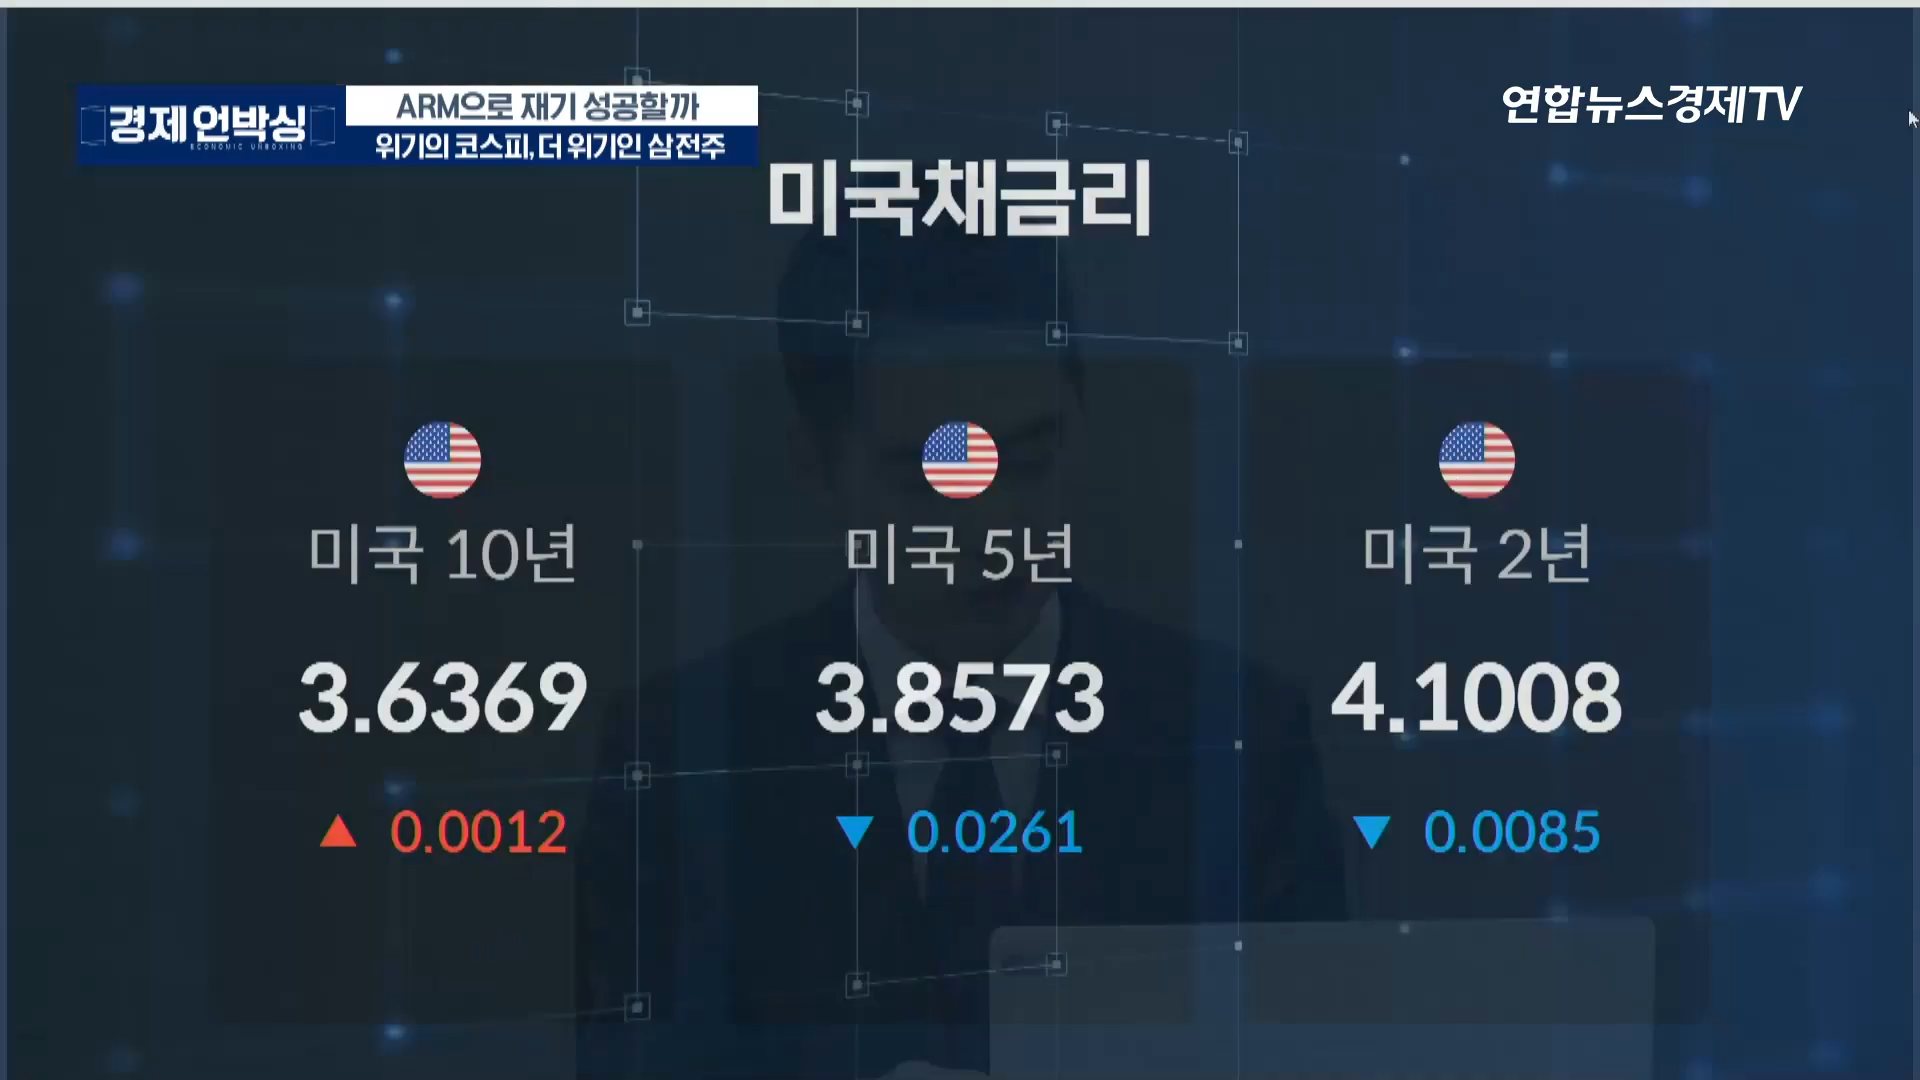 경제언박싱
ECONOMIC UNBOXING
ARM으로 재기 성공할까
위기의 코스피, 더 위기인 삼전주
연합뉴스경제TV
미국채금리
미국 10년
3.6369
▲ 0.0012
미국 5년
3.8573
▼ 0.0261
미국 2년
4.1008
▼ 0.0085